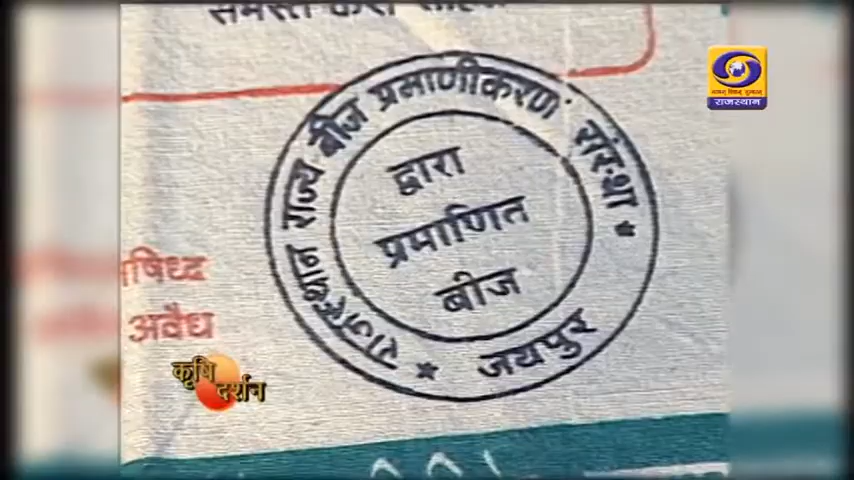 राजस्थान राज्य बीज प्रमाणीकरण संस्था
जयपुर
द्वारा
प्रमाणित
बीज
अवैध
कृषि
दर्शन
राजस्थान